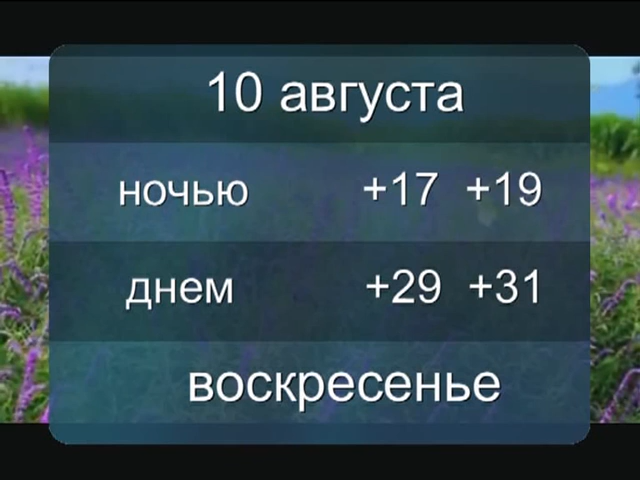 10 августа
ночью +17 +19
днем +29 +31
воскресенье